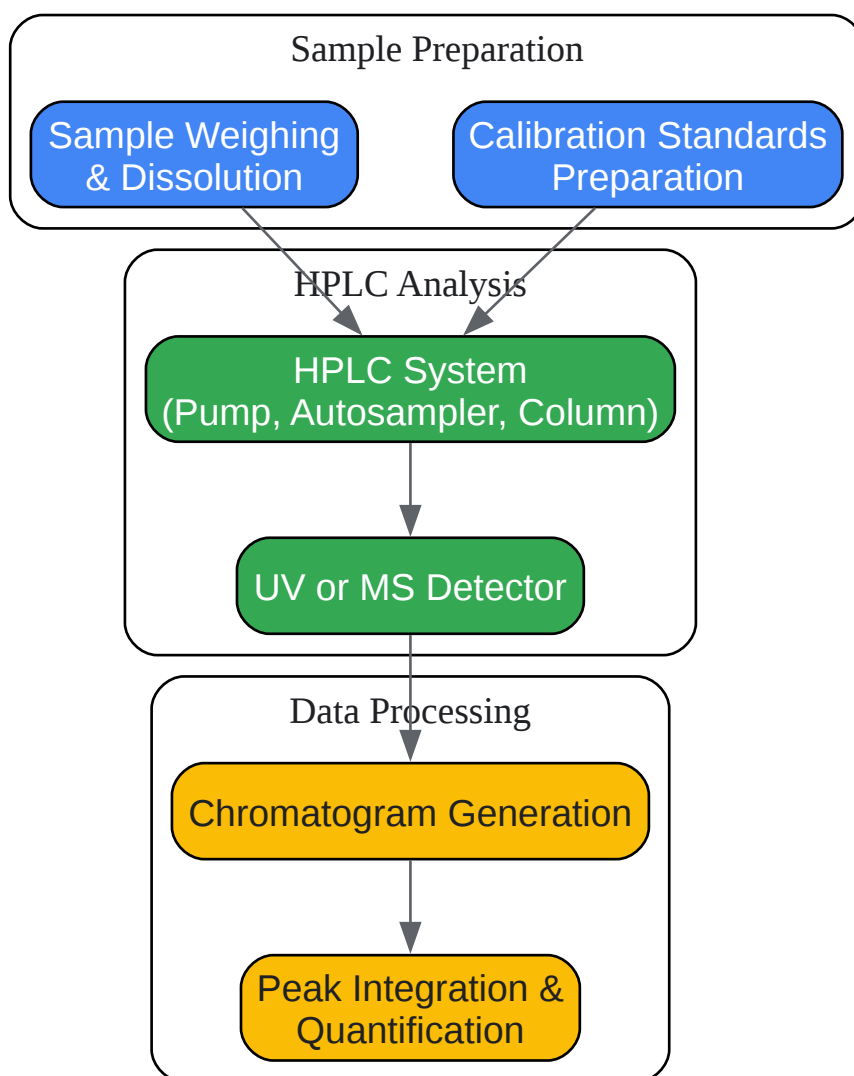 Sample Preparation
Sample Weighing
& Dissolution
Calibration Standards
Preparation
HPLC Analysis
HPLC System
(Pump, Autosampler, Column)
UV or MS Detector
Data Processing
Chromatogram Generation
Peak Integration &
Quantification